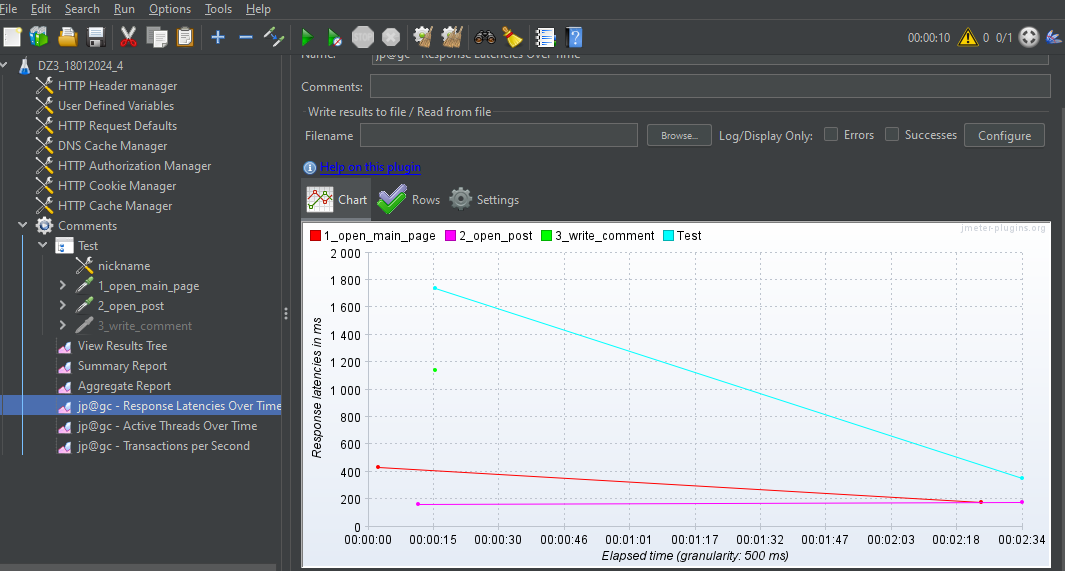 File Edit Search Run Options Tools Help
00:00:10 0 0/1
DZ3_18012024_4
HTTP Header manager
User Defined Variables
HTTP Request Defaults
DNS Cache Manager
HTTP Authorization Manager
HTTP Cookie Manager
HTTP Cache Manager
Comments
Test
nickname
1_open_main_page
2_open_post
3_write_comment
View Results Tree
Summary Report
Aggregate Report
jp@gc - Response Latencies Over Time
jp@gc - Active Threads Over Time
jp@gc - Transactions per Second
Name: jp@gc - Response Latencies Over Time
Comments:
Write results to file / Read from file
Filename Browse... Log/Display Only: Errors Successes Configure
Help on this plugin
Chart Rows Settings
1_open_main_page 2_open_post 3_write_comment Test
jmeter-plugins.org
2 000
1 800
1 600
1 400
1 200
1 000
800
600
400
200
0
Response latencies in ms
00:00:00 00:00:15 00:00:30 00:00:46 00:01:01 00:01:17 00:01:32 00:01:47 00:02:03 00:02:18 00:02:34
Elapsed time (granularity: 500 ms)